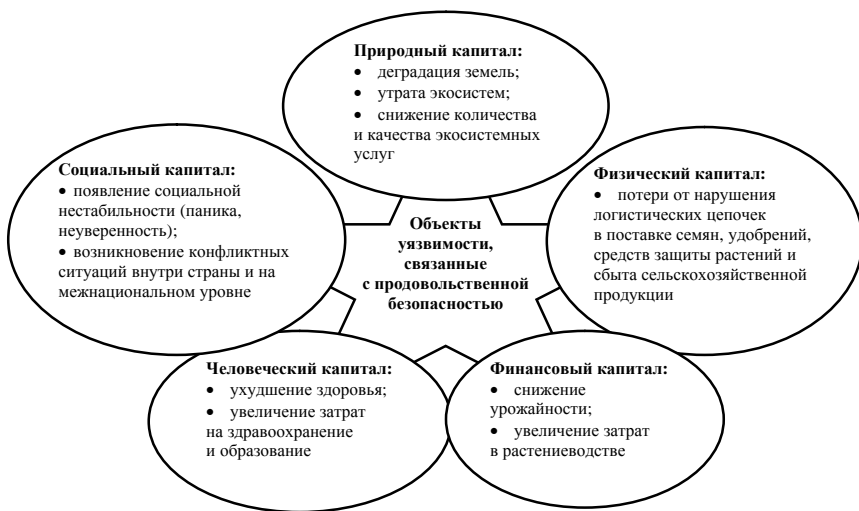 Природный капитал:
• деградация земель;
• утрата экосистем;
• снижение количества
и качества экосистемных
услуг
Социальный капитал:
• появление социальной
нестабильности (паника,
неуверенность);
• возникновение конфликтных
ситуаций внутри страны и на
межнациональном уровне
Объекты
уязвимости,
связанные
с продовольственной
безопасностью
Физический капитал:
• потери от нарушения
логистических цепочек
в поставке семян, удобрений,
средств защиты растений и
сбыта сельскохозяйственной
продукции
Человеческий капитал:
• ухудшение здоровья;
• увеличение затрат
на здравоохранение
и образование
Финансовый капитал:
• снижение
урожайности;
• увеличение затрат
в растениеводстве